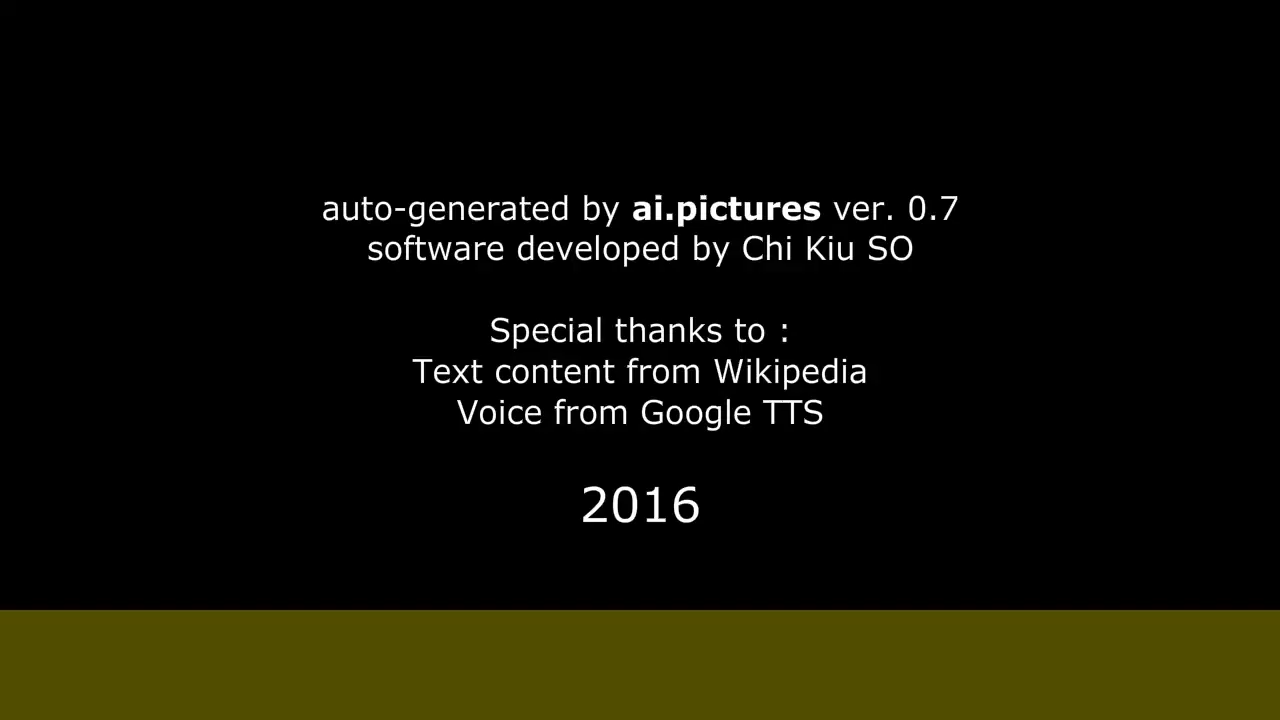 auto-generated by ai.pictures ver. 0.7
software developed by Chi Kiu SO
Special thanks to :
Text content from Wikipedia
Voice from Google TTS
2016